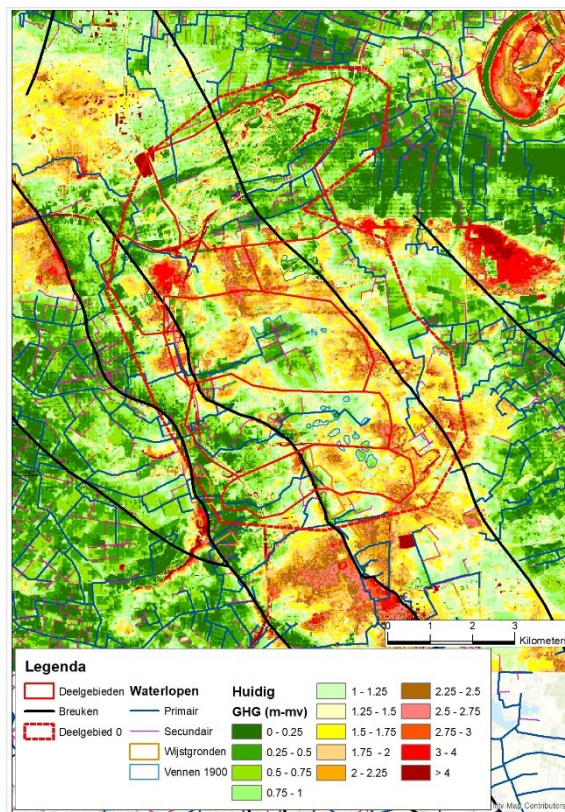 0 1 2 3
Kilometers
Legenda
Deelgebieden
Breuken
Deelgebied 0
Waterlopen
Primair
Secundair
Wijstgronden
Vennen 1900
Huidig
GHG (m-mv)
0 - 0.25
0.25 - 0.5
0.5 - 0.75
0.75 - 1
1 - 1.25
1.25 - 1.5
1.5 - 1.75
1.75 - 2
2 - 2.25
2.25 - 2.5
2.5 - 2.75
2.75 - 3
3 - 4
> 4
Map Contributors